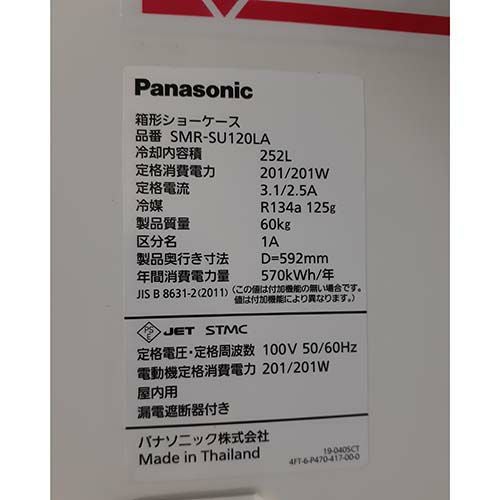 Panasonic
箱形ショーケース
品番 SMR-SU120LA
冷却内容積 252L
定格消費電力 201/201W
定格電流 3.1/2.5A
冷媒 R134a 125g
製品質量 60kg
区分名 1A
製品奥行き寸法 D=592mm
年間消費電力量 570kWh/年
JIS B 8631-2(2011) (この値は付加機能の無い場合です。
値は付加機能により異なります。)
PS E JET STMC
定格電圧・定格周波数 100V 50/60Hz
電動機定格消費電力 201/201W
屋内用
漏電遮断器付き
パナソニック株式会社
Made in Thailand
19-040SCT
4FT-6-P470-417-00-0